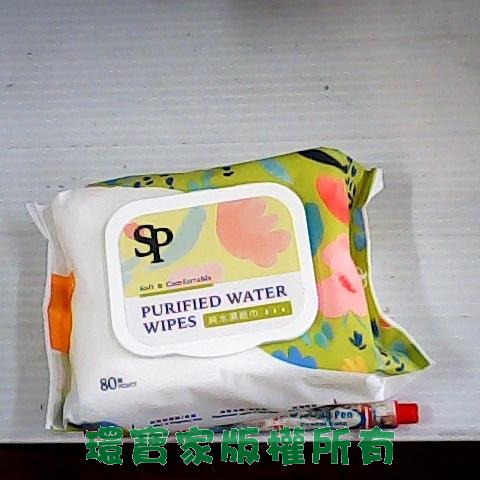 SP
Soft & Comfortable
PURIFIED WATER
WIPES 純水濕紙巾
80
Pen
環寶家版權所有